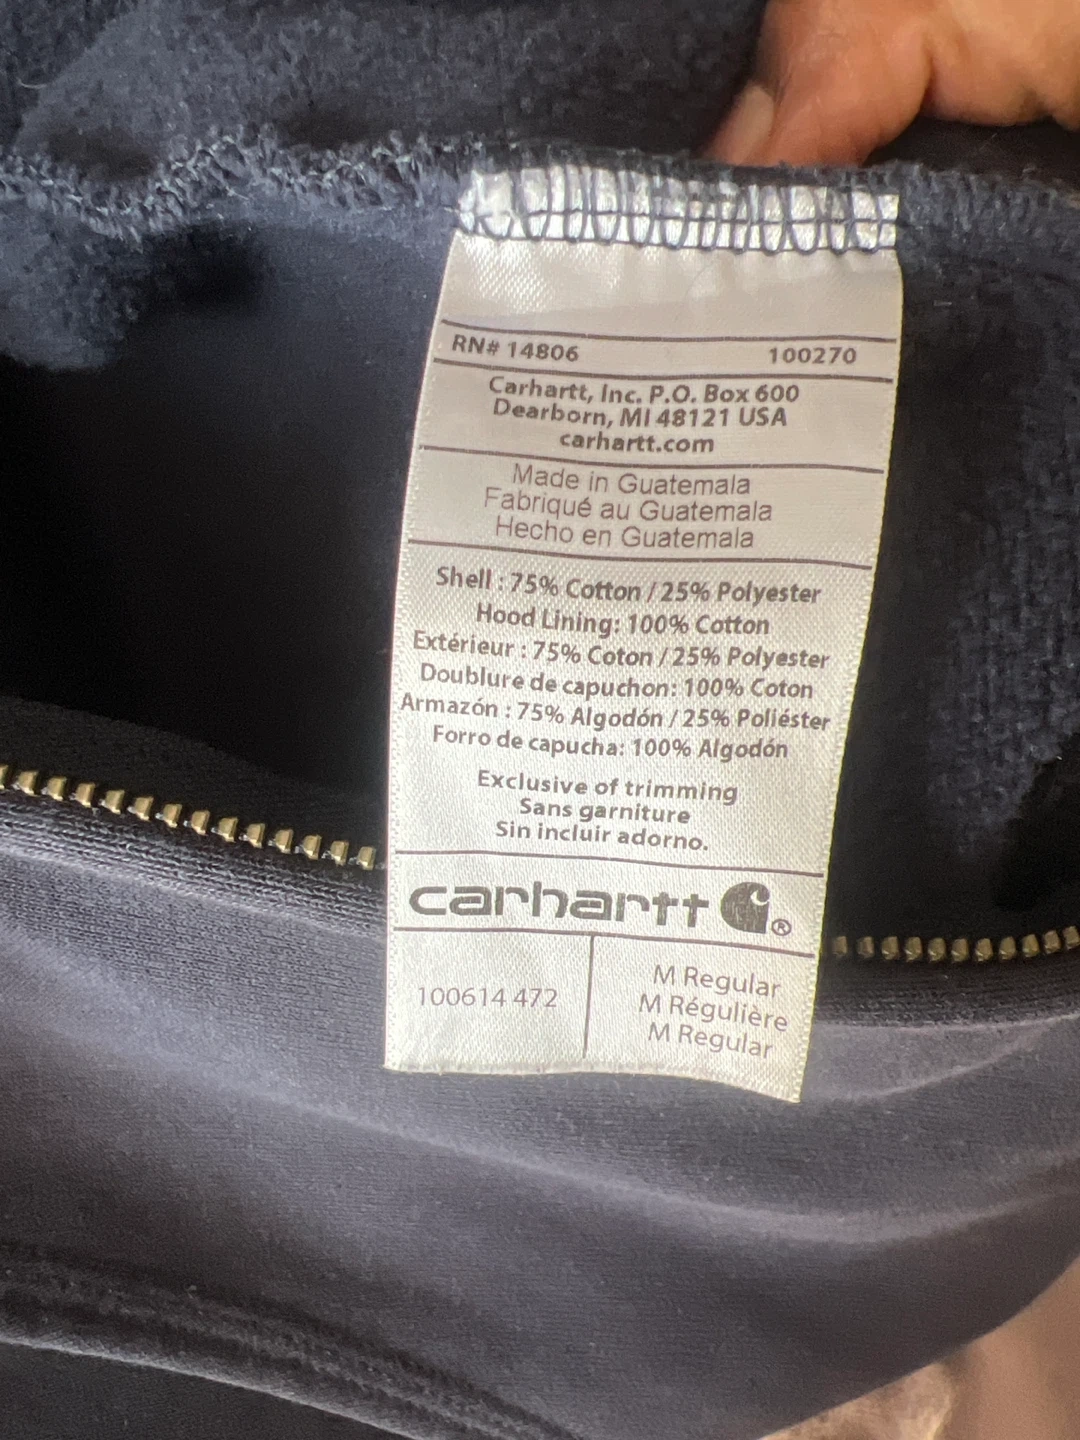 RN# 14806 100270
Carhartt, Inc. P.O. Box 600
Dearborn, MI 48121 USA
carhartt.com
Made in Guatemala
Fabriqué au Guatemala
Hecho en Guatemala
Shell : 75% Cotton / 25% Polyester
Hood Lining: 100% Cotton
Extérieur : 75% Coton / 25% Polyester
Doublure de capuchon: 100% Coton
Armazón : 75% Algodón / 25% Poliéster
Forro de capucha: 100% Algodón
Exclusive of trimming
Sans garniture
Sin incluir adorno.
carhartt ®
100614 472
M Regular
M Régulière
M Regular